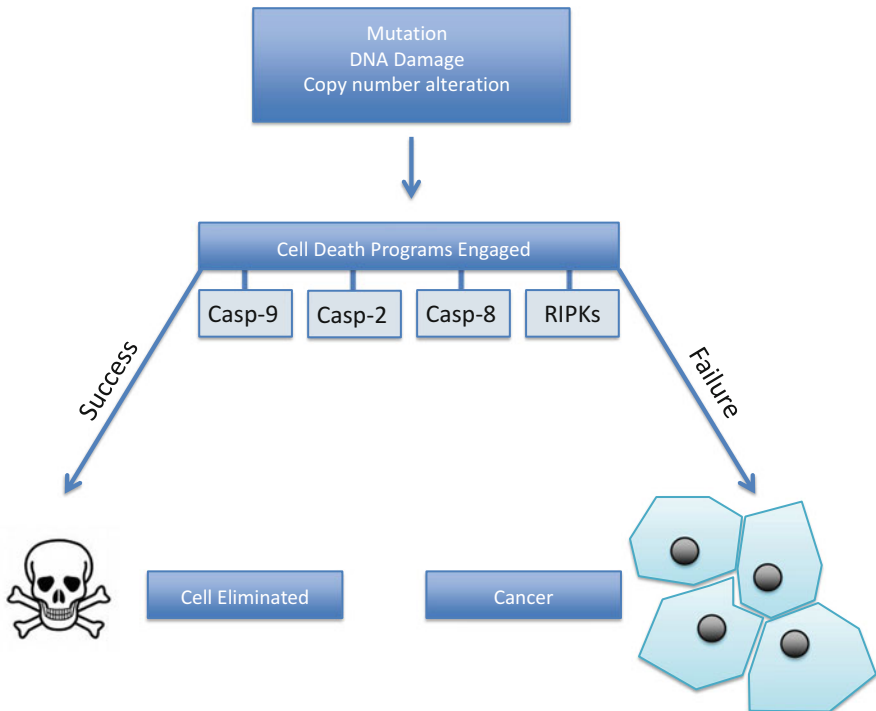 Mutation
DNA Damage
Copy number alteration
Cell Death Programs Engaged
Casp-9
Casp-2
Casp-8
RIPKs
Success
Failure
Cell Eliminated
Cancer